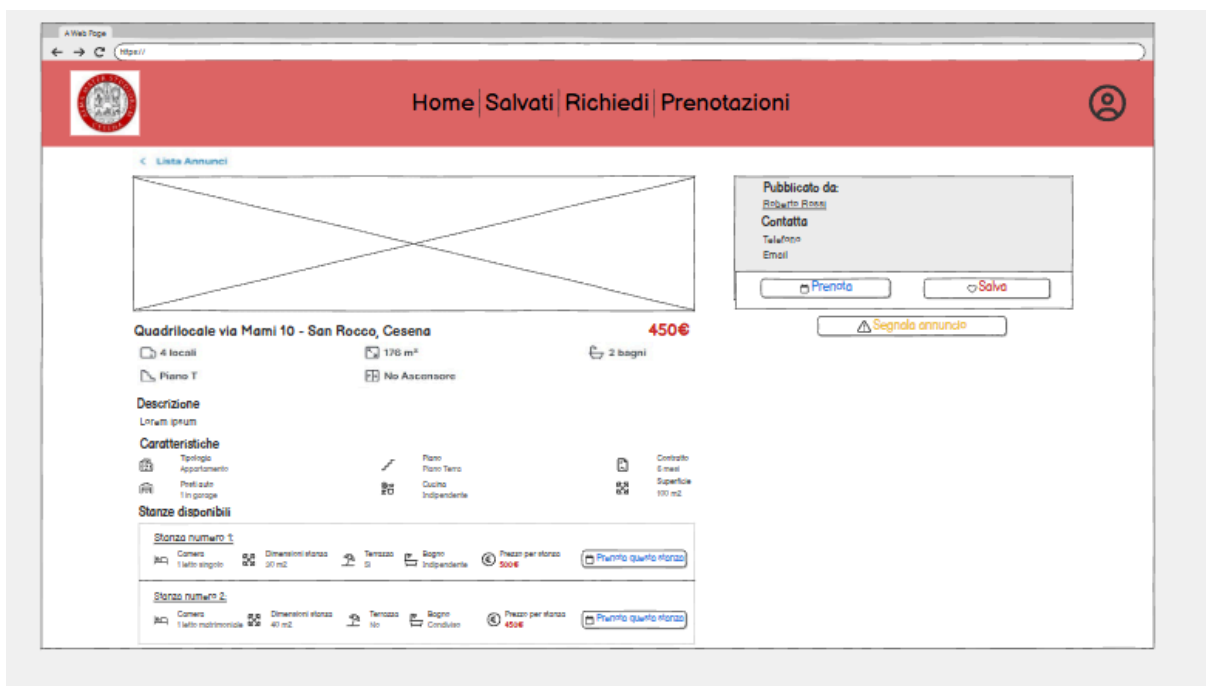 A Web Page
https://
Home Salvati Richiedi Prenotazioni
< Lista Annunci
Pubblicato da:
Roberto Rossi
Contatta
Telefono
Email
Prenota Salva
Segnala annuncio
Quadrilocale via Mami 10 - San Rocco, Cesena 450€
4 locali 176 m² 2 bagni
Piano T No Ascensore
Descrizione
Lorem ipsum
Caratteristiche
Tipologia Piano Contratto
Appartamento Piano Terra 6 mesi
Posti auto Cucina Superficie
1 in garage Indipendente 100 m2
Stanze disponibili
Stanza numero 1:
Camera Dimensioni stanza Terrazzo Bagno Prezzo per stanza
1 letto singolo m2 Si Indipendente 500€ Prenota questa stanza
Stanza numero 2:
Camera Dimensioni stanza Terrazzo Bagno Prezzo per stanza
1 letto matrimoniale 40 m2 No Condiviso 450€ Prenota questa stanza